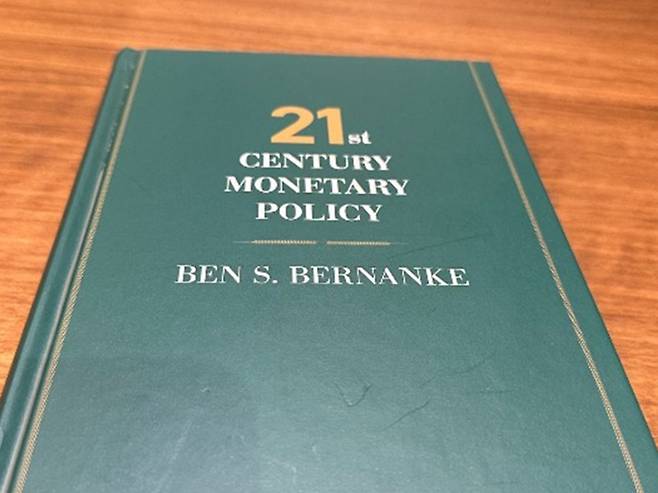 21st
CENTURY
MONETARY
POLICY
BEN S. BERNANKE